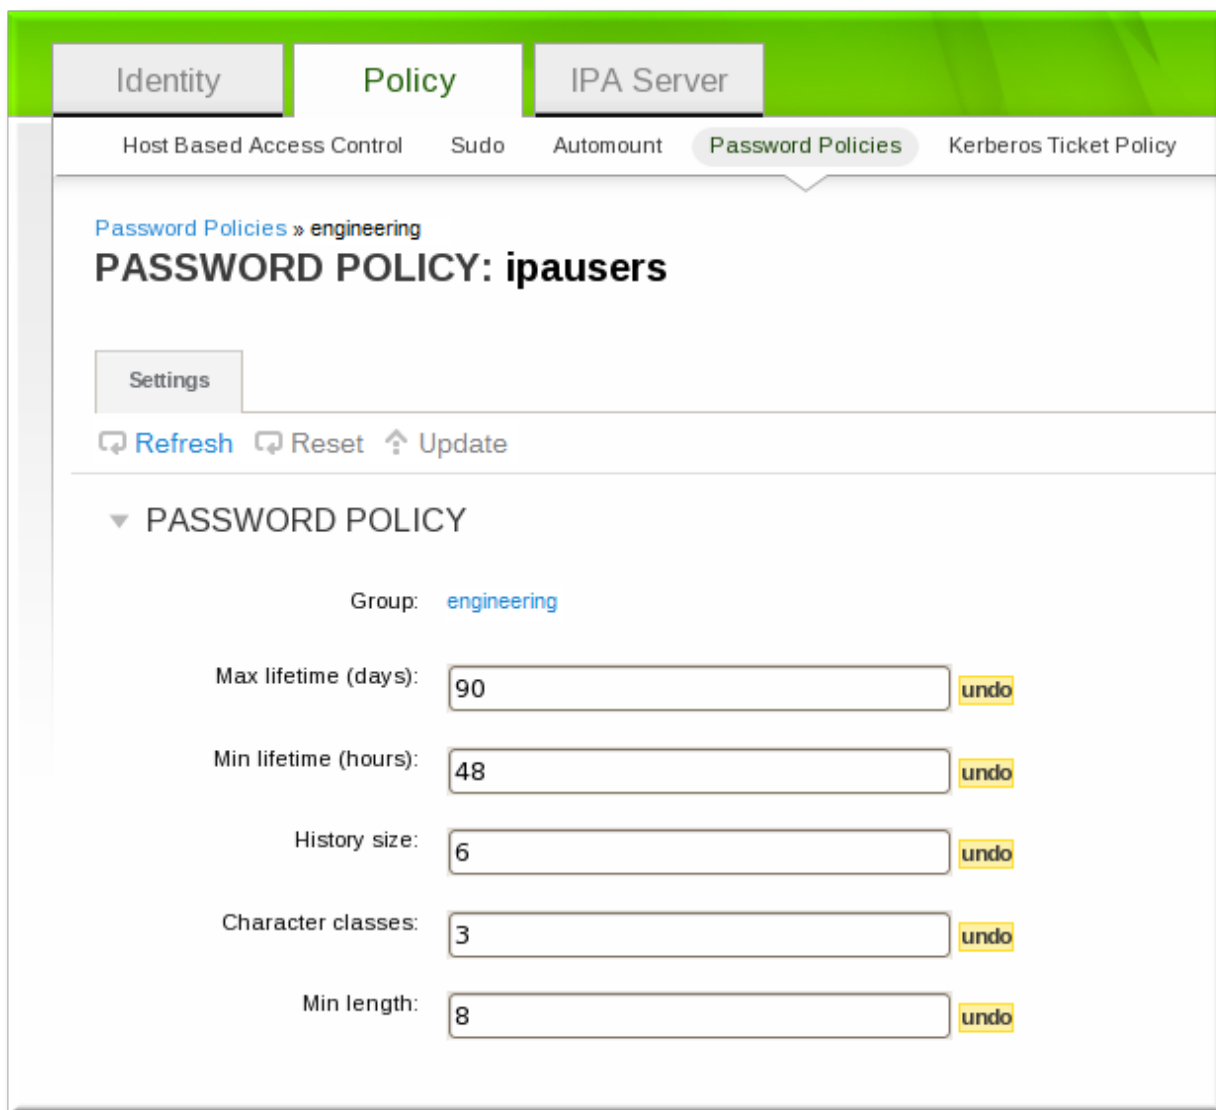 Identity Policy IPA Server
Host Based Access Control Sudo Automount Password Policies Kerberos Ticket Policy
Password Policies » engineering
PASSWORD POLICY: ipausers
Settings
Refresh Reset Update
PASSWORD POLICY
Group: engineering
Max lifetime (days): 90 undo
Min lifetime (hours): 48 undo
History size: 6 undo
Character classes: 3 undo
Min length: 8 undo